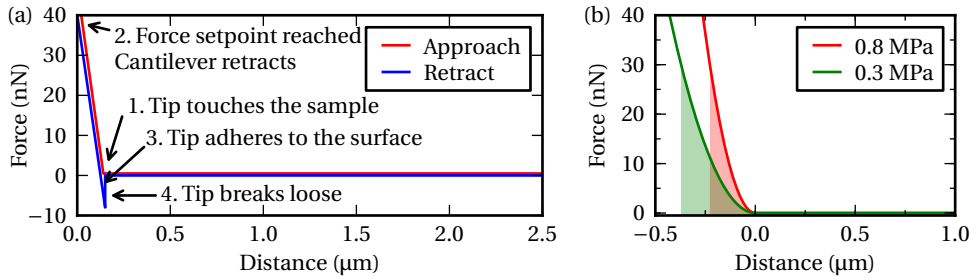 (a)
40
30
20
10
0
−10
Force (nN)
2. Force setpoint reached
Cantilever retracts
1. Tip touches the sample
3. Tip adheres to the surface
4. Tip breaks loose
Approach
Retract
0.0 0.5 1.0 1.5 2.0 2.5
Distance (μm)
(b)
40
30
20
10
0
Force (nN)
0.8 MPa
0.3 MPa
−0.5 0.0 0.5 1.0
Distance (μm)